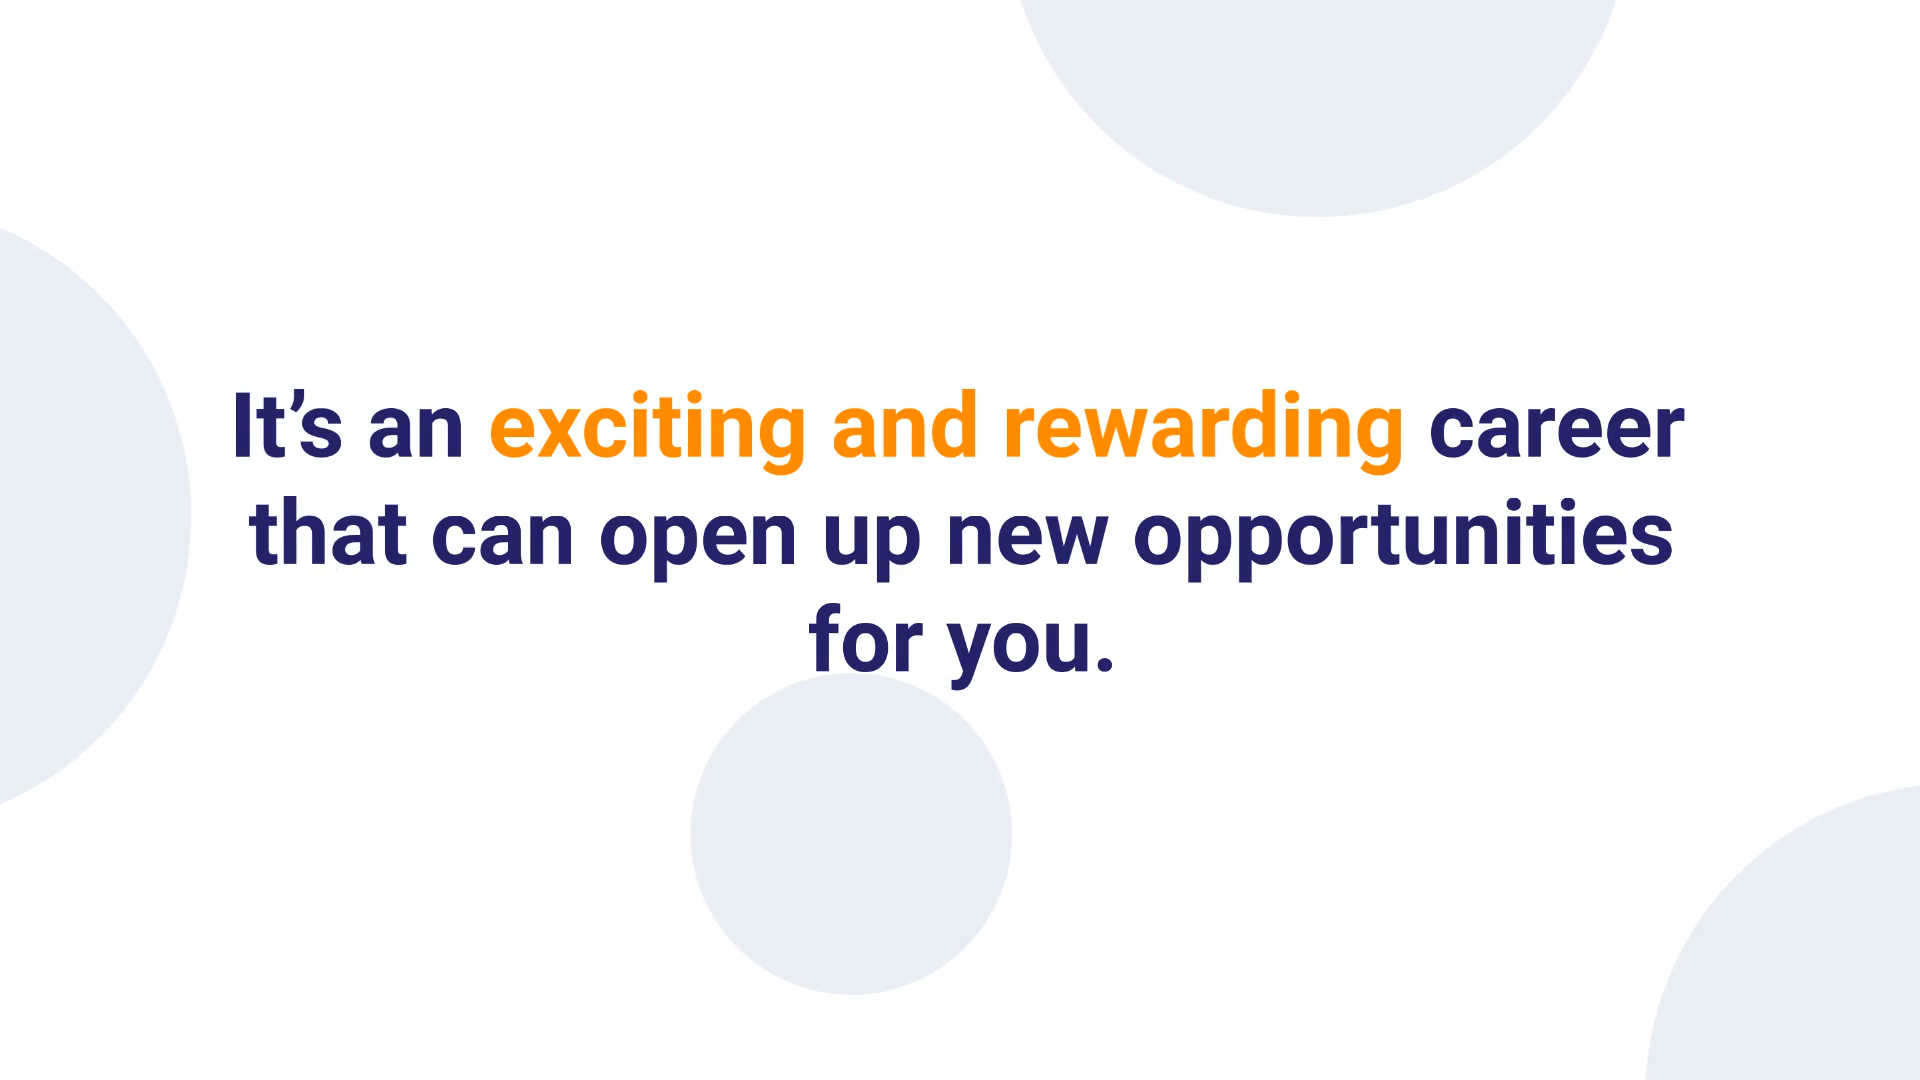 It’s an exciting and rewarding career
that can open up new opportunities
for you.